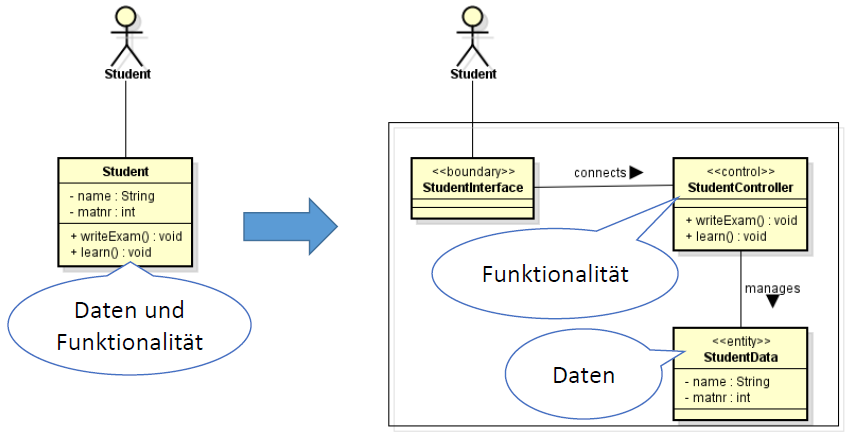 Student
Student
- name : String
- matnr : int
+ writeExam() : void
+ learn() : void
Daten und
Funktionalität
Student
<<boundary>>
StudentInterface
connects
<<control>>
StudentController
+ writeExam() : void
+ learn() : void
Funktionalität
manages
<<entity>>
StudentData
- name : String
- matnr : int
Daten